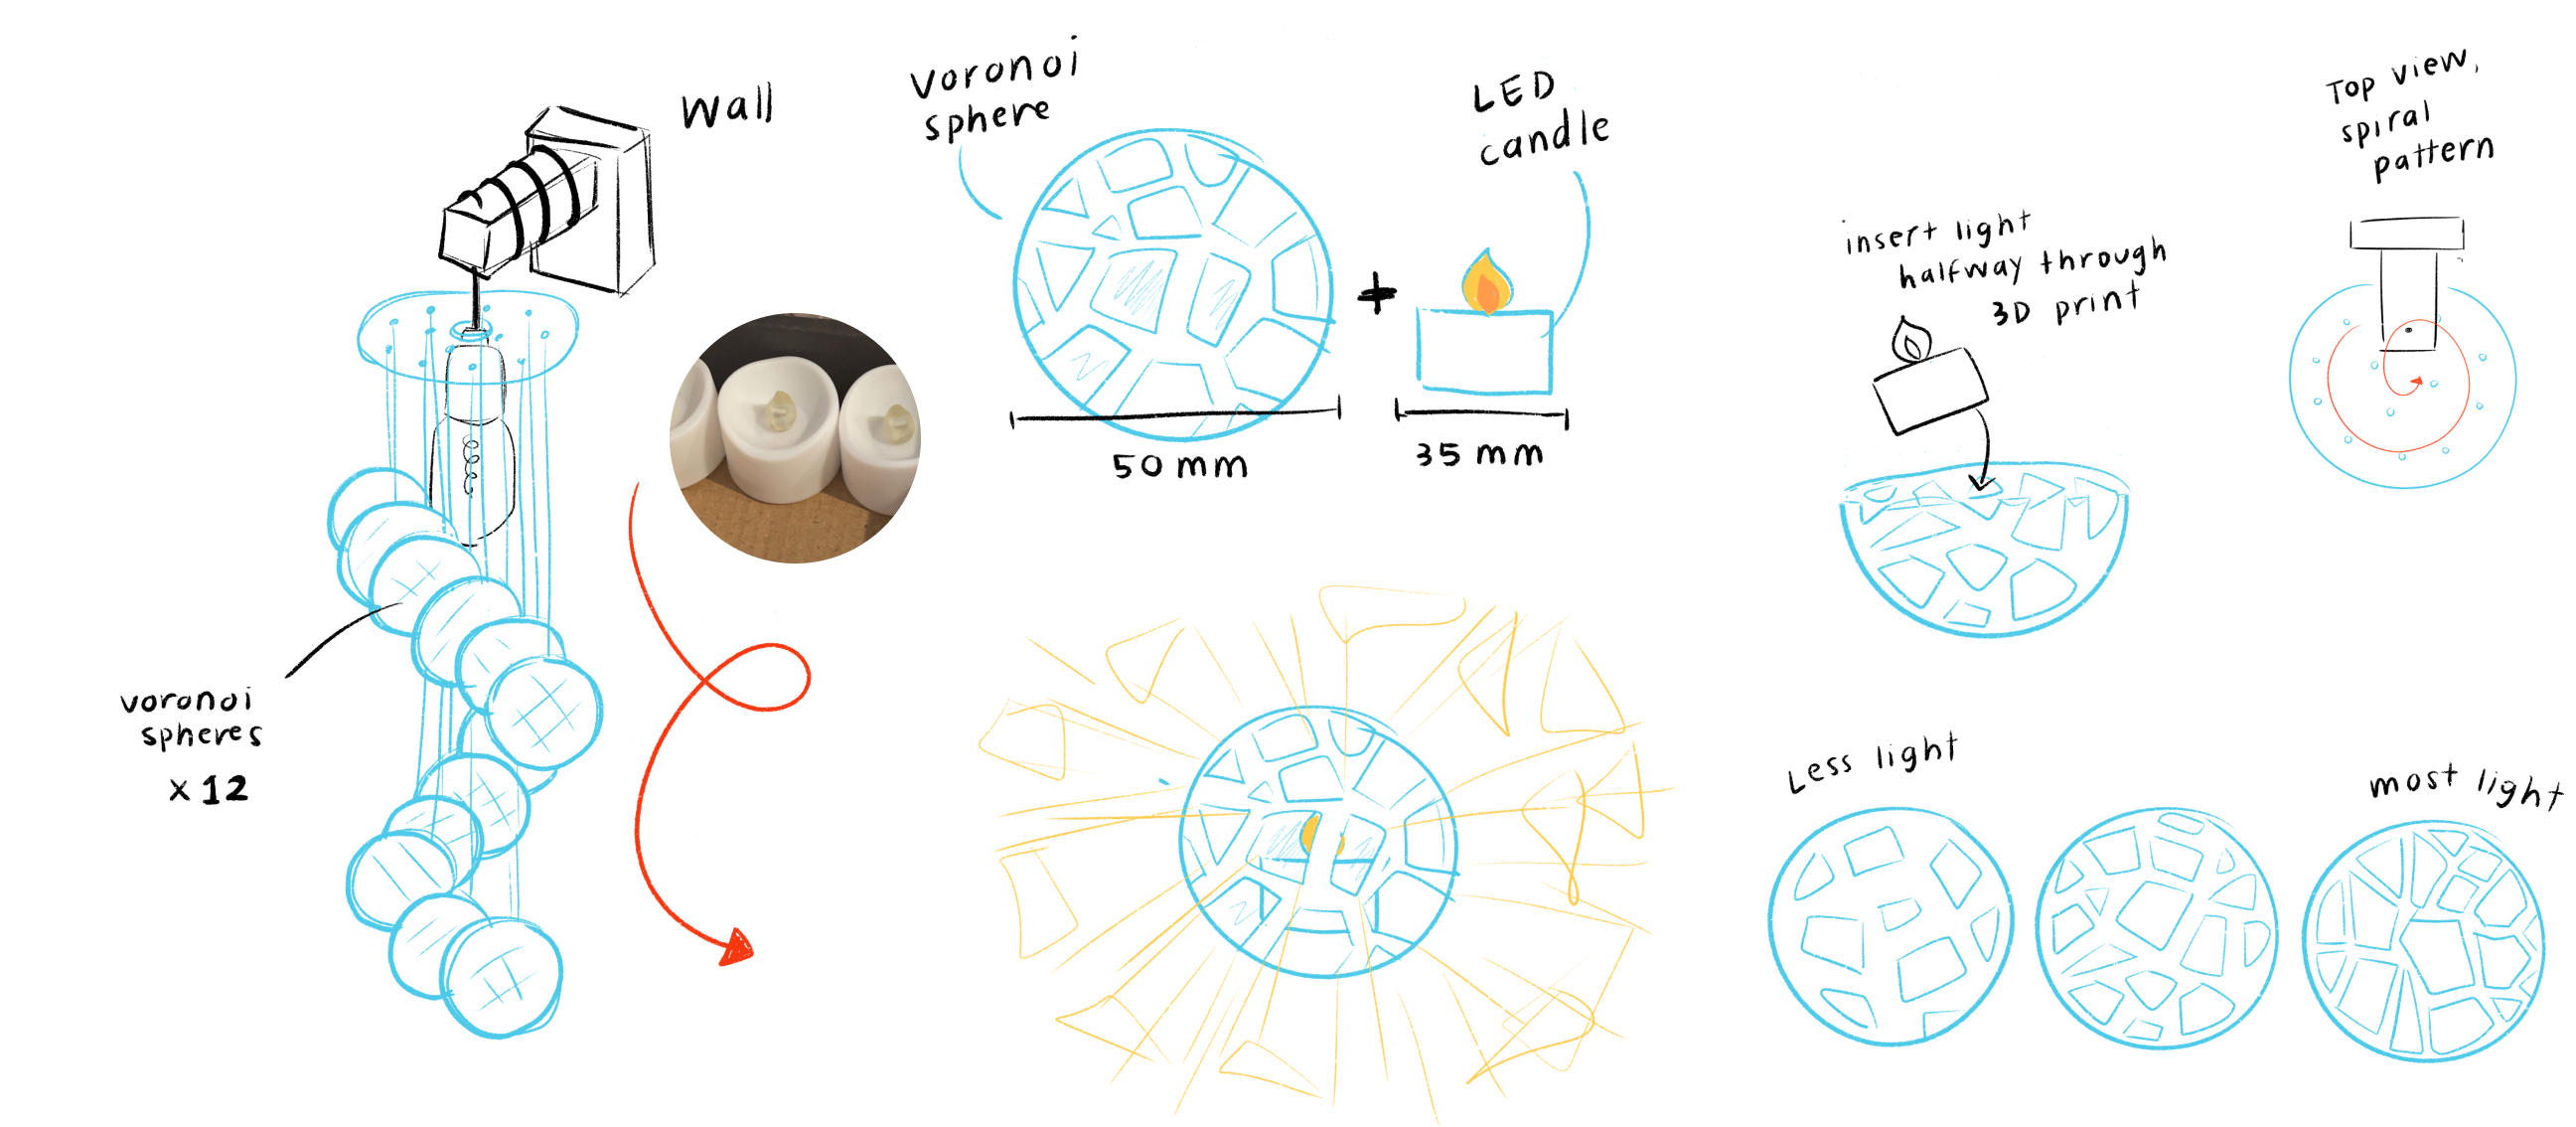 Wall
voronoi
spheres
x 12
Voronoi
sphere
50 mm
LED
candle
35 mm
insert light
halfway through
3D print
Top view,
spiral
pattern
Less light
most light